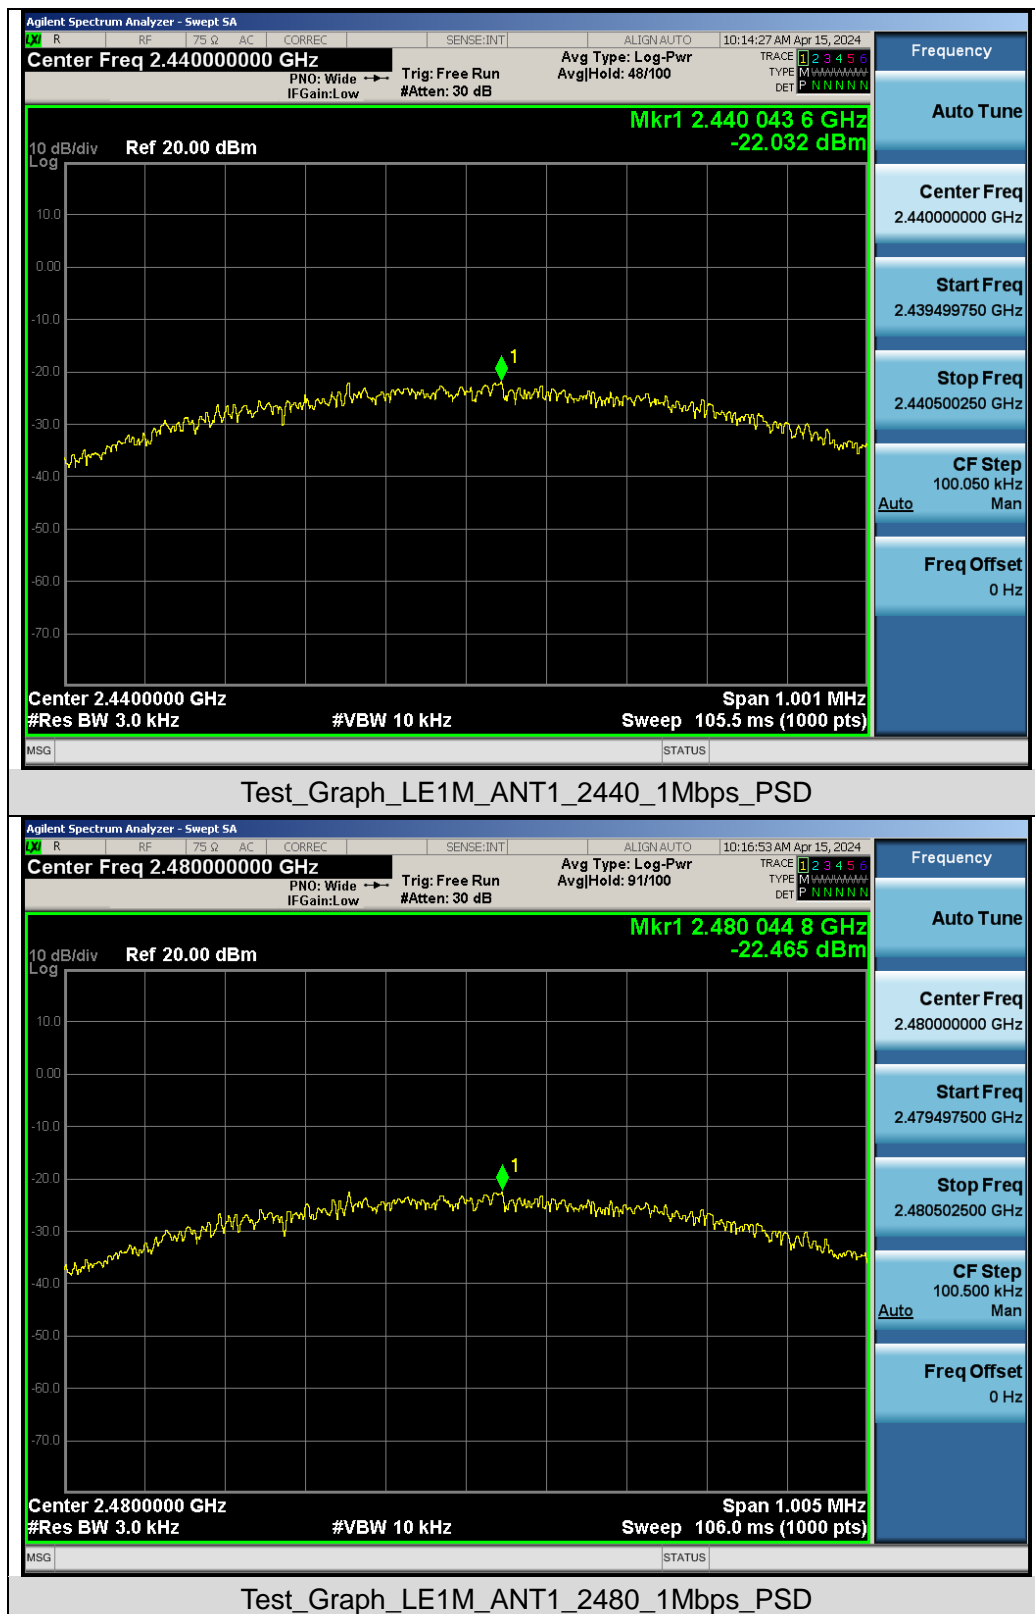 Agilent Spectrum Analyzer - Swept SA
LXI R RF 75 Ω AC CORREC SENSE:INT ALIGN AUTO 10:14:27 AM Apr 15, 2024
Center Freq 2.440000000 GHz
PNO: Wide
IFGain:Low
Trig: Free Run
#Atten: 30 dB
Avg Type: Log-Pwr
Avg|Hold: 48/100
TRACE 1 2 3 4 5 6
TYPE M
DET P N N N N N
Mkr1 2.440 043 6 GHz
-22.032 dBm
10 dB/div Ref 20.00 dBm
Log
10.0
0.00
-10.0
-20.0
-30.0
-40.0
-50.0
-60.0
-70.0
1
Center 2.4400000 GHz Span 1.001 MHz
#Res BW 3.0 kHz #VBW 10 kHz Sweep 105.5 ms (1000 pts)
MSG STATUS
Frequency
Auto Tune
Center Freq
2.440000000 GHz
Start Freq
2.439499750 GHz
Stop Freq
2.440500250 GHz
CF Step
100.050 kHz
Auto Man
Freq Offset
0 Hz
Test_Graph_LE1M_ANT1_2440_1Mbps_PSD
Agilent Spectrum Analyzer - Swept SA
LXI R RF 75 Ω AC CORREC SENSE:INT ALIGN AUTO 10:16:53 AM Apr 15, 2024
Center Freq 2.480000000 GHz
PNO: Wide
IFGain:Low
Trig: Free Run
#Atten: 30 dB
Avg Type: Log-Pwr
Avg|Hold: 91/100
TRACE 1 2 3 4 5 6
TYPE M
DET P N N N N N
Mkr1 2.480 044 8 GHz
-22.465 dBm
10 dB/div Ref 20.00 dBm
Log
10.0
0.00
-10.0
-20.0
-30.0
-40.0
-50.0
-60.0
-70.0
1
Center 2.4800000 GHz Span 1.005 MHz
#Res BW 3.0 kHz #VBW 10 kHz Sweep 106.0 ms (1000 pts)
MSG STATUS
Frequency
Auto Tune
Center Freq
2.480000000 GHz
Start Freq
2.479497500 GHz
Stop Freq
2.480502500 GHz
CF Step
100.500 kHz
Auto Man
Freq Offset
0 Hz
Test_Graph_LE1M_ANT1_2480_1Mbps_PSD